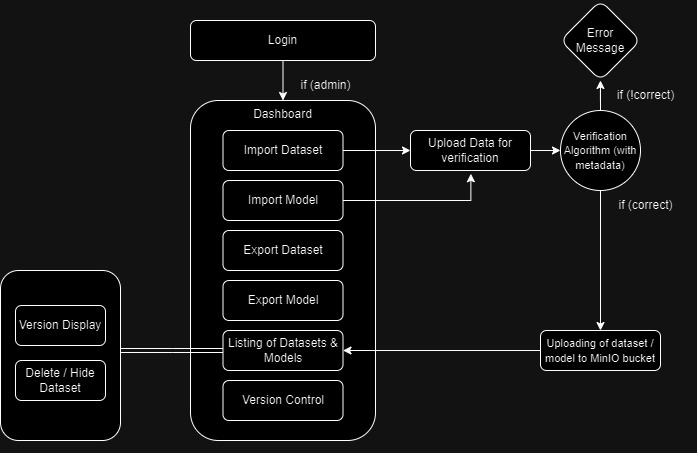 Login
Error
Message
if (admin)
if (!correct)
Dashboard
Import Dataset
Upload Data for
verification
Verification
Algorithm (with
metadata)
Import Model
if (correct)
Export Dataset
Export Model
Version Display
Listing of Datasets &
Models
Uploading of dataset /
model to MinIO bucket
Delete / Hide
Dataset
Version Control